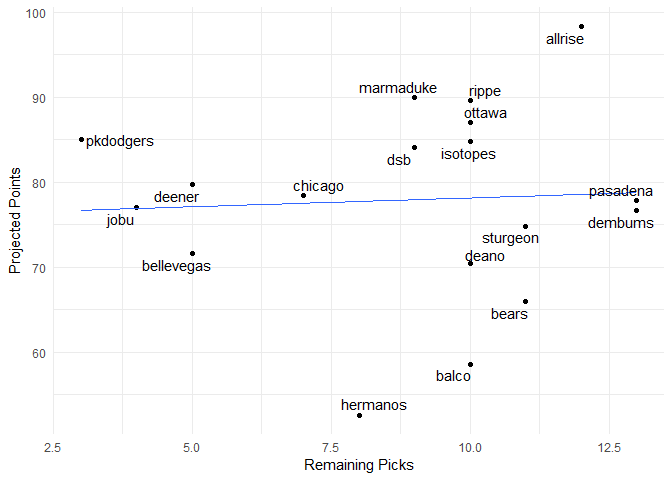 100
allrise
marmaduke
rippe
90
ottawa
pkdodgers
isotopes
dsb
80
chicago
pasadena
deener
jobu
dembums
sturgeon
bellevegas
deano
70
bears
60
balco
hermanos
2.5
5.0
7.5
10.0
12.5
Remaining Picks
Projected Points